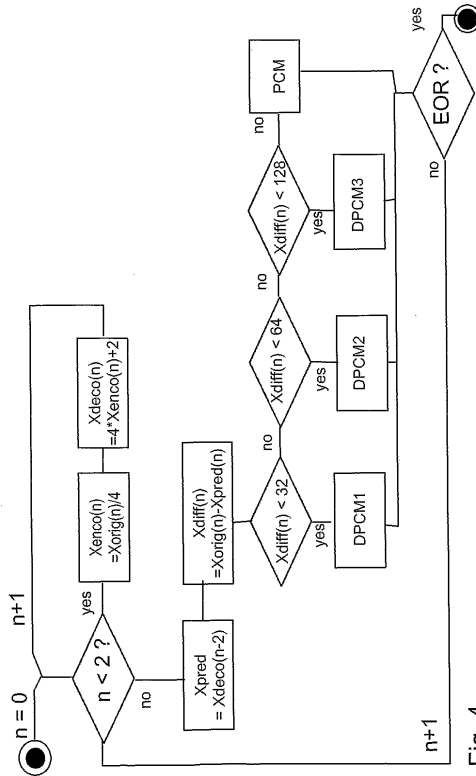 n = 0
n+1
n < 2 ?
yes
Xenco(n)
=Xorig(n)/4
Xdeco(n)
=4*Xenco(n)+2
no
Xpred
= Xdeco(n-2)
Xdiff(n)
=Xorig(n)-Xpred(n)
Xdiff(n) < 32
no
Xdiff(n) < 64
no
Xdiff(n) < 128
no
PCM
yes
DPCM1
yes
DPCM2
yes
DPCM3
n+1
no
EOR ?
yes
Fig. 4